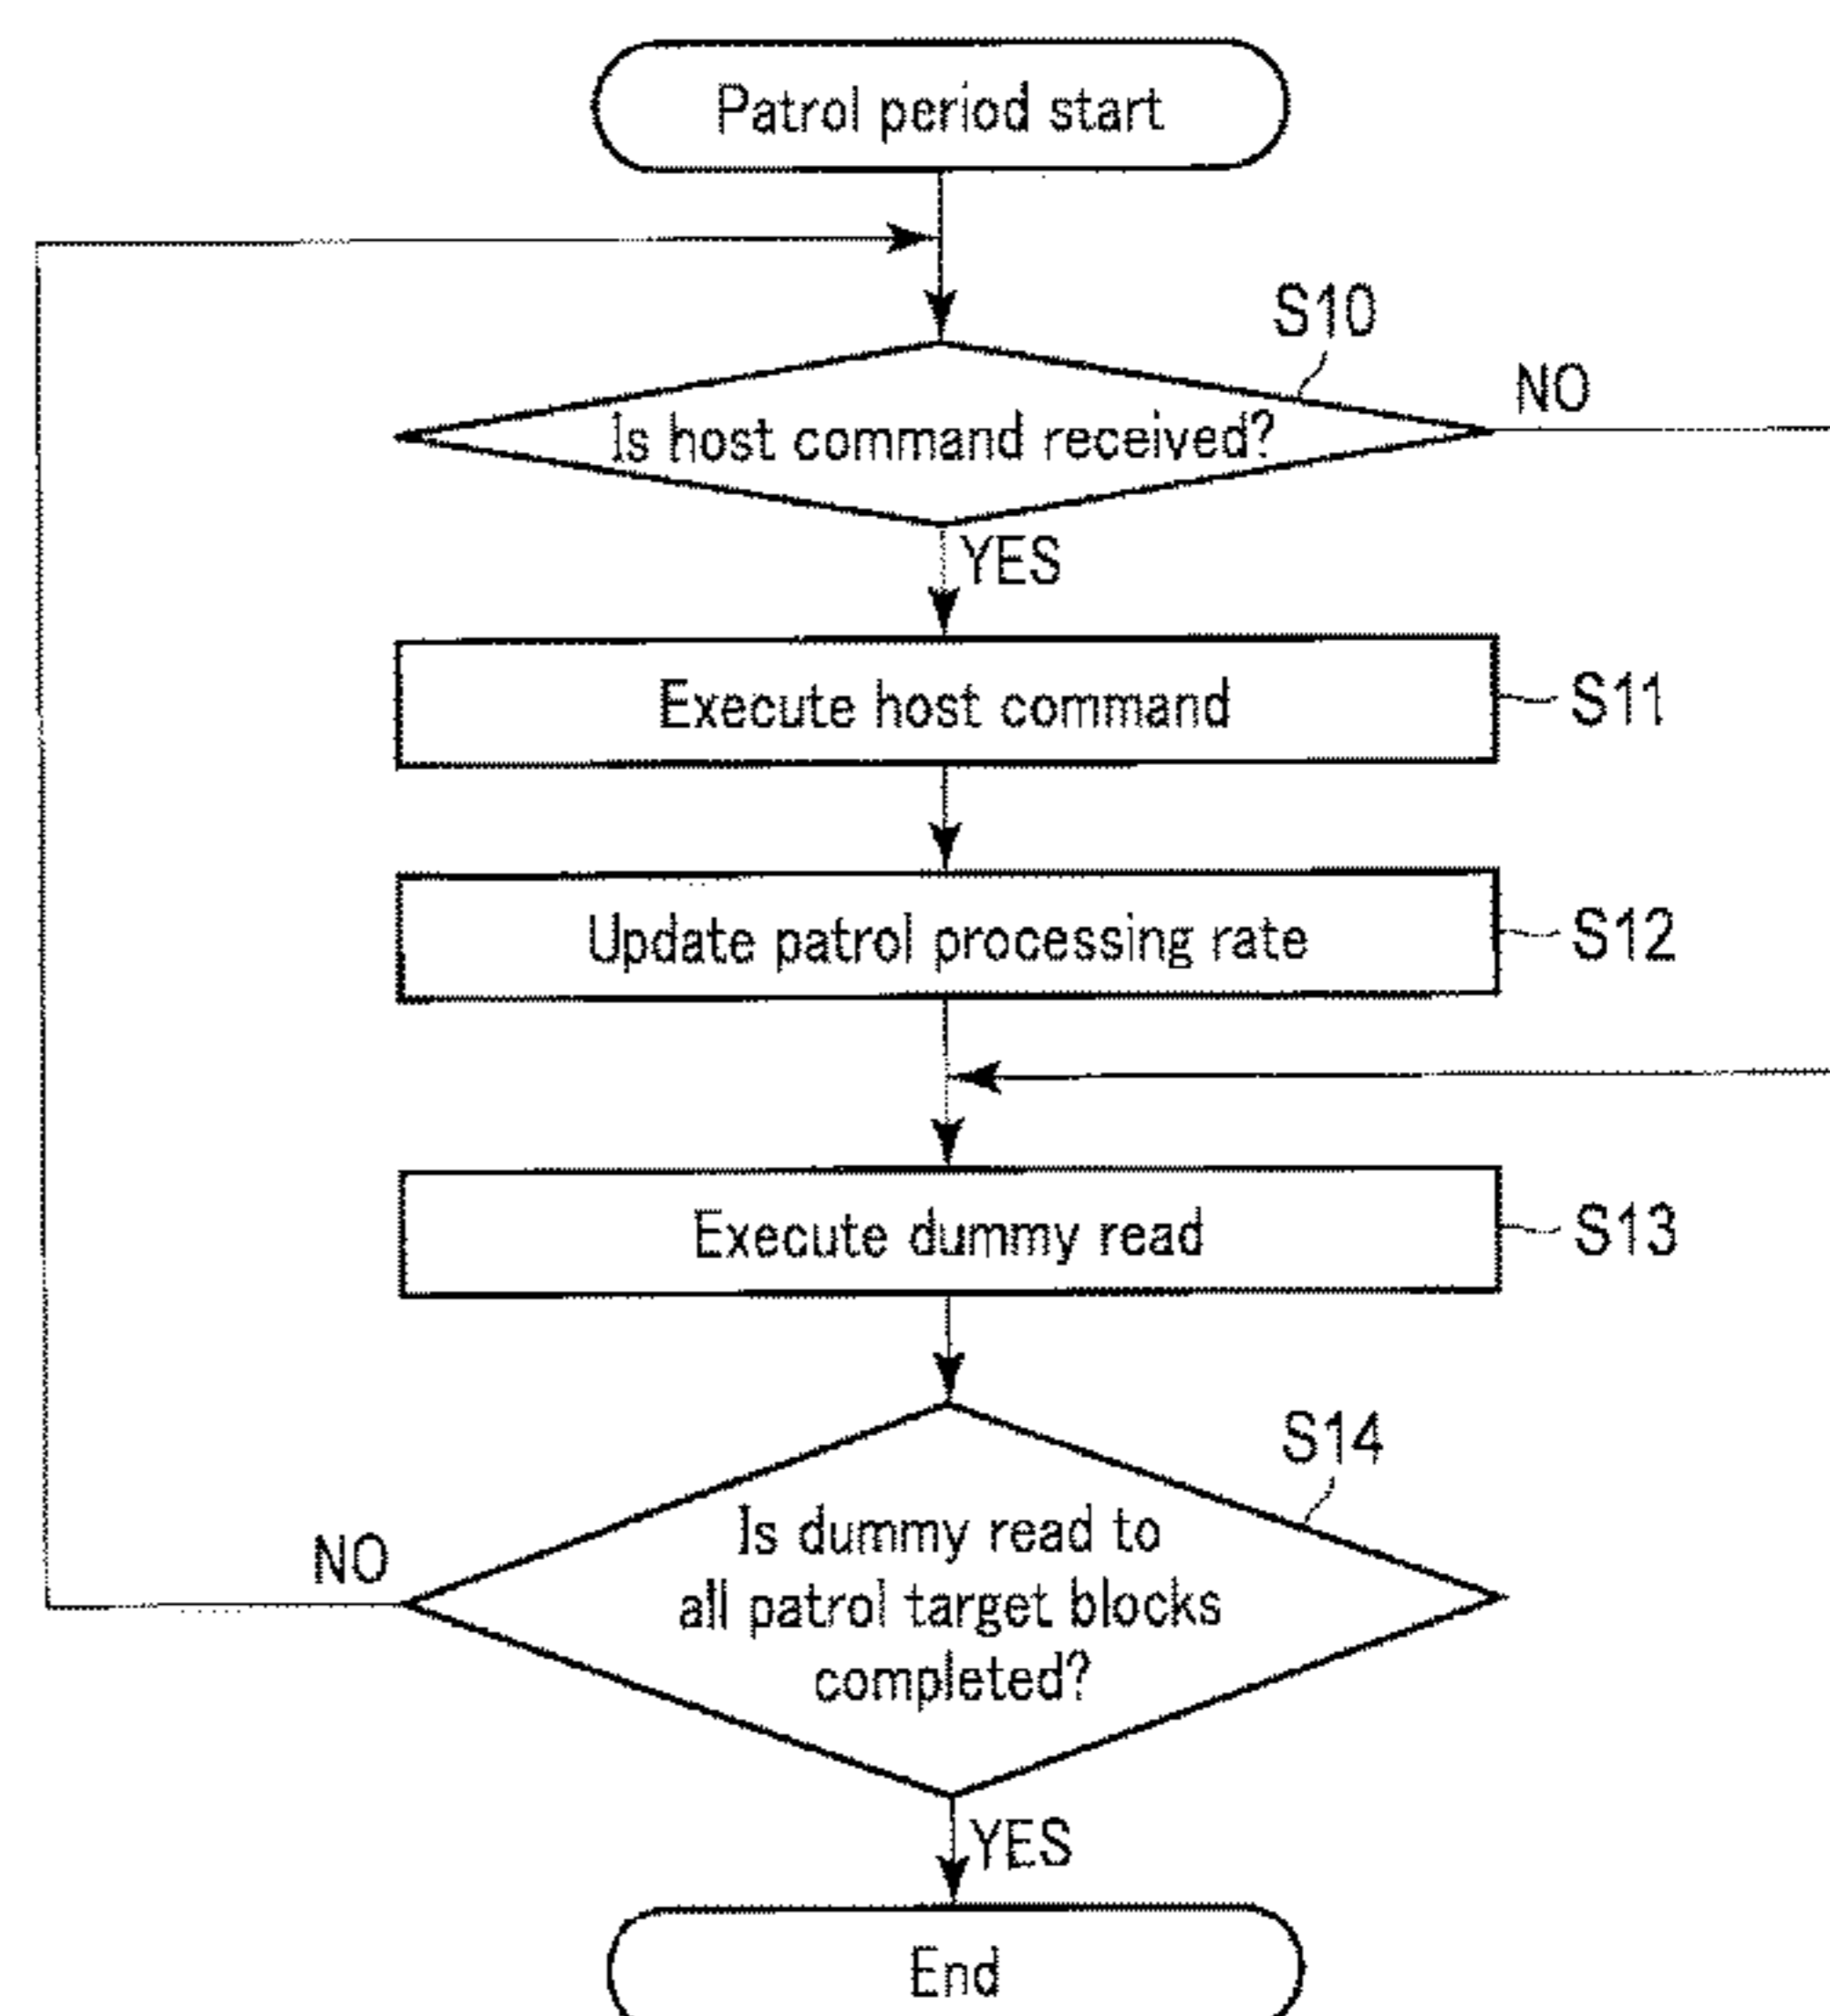 Patrol period start
S10
NO
Is host command received?
YES
Execute host command
S11
Update patrol processing rate
S12
Execute dummy read
S13
S14
Is dummy read to
all patrol target blocks
completed?
NO
YES
End